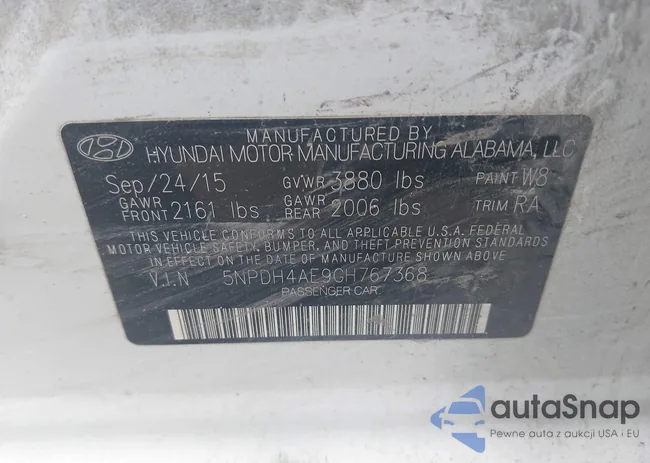 MANUFACTURED BY
HYUNDAI MOTOR MANUFACTURING ALABAMA, LLC
Sep/24/15 GVWR 3880 lbs PAINT W8
GAWR FRONT 2161 lbs GAWR REAR 2006 lbs TRIM RA
THIS VEHICLE CONFORMS TO ALL APPLICABLE U.S.A. FEDERAL
MOTOR VEHICLE SAFETY, BUMPER, AND THEFT PREVENTION STANDARDS
IN EFFECT ON THE DATE OF MANUFACTURE SHOWN ABOVE
V.I.N 5NPDH4AE9GH767368
PASSENGER CAR
autoSnap
Pewne auta z aukcji USA i EU